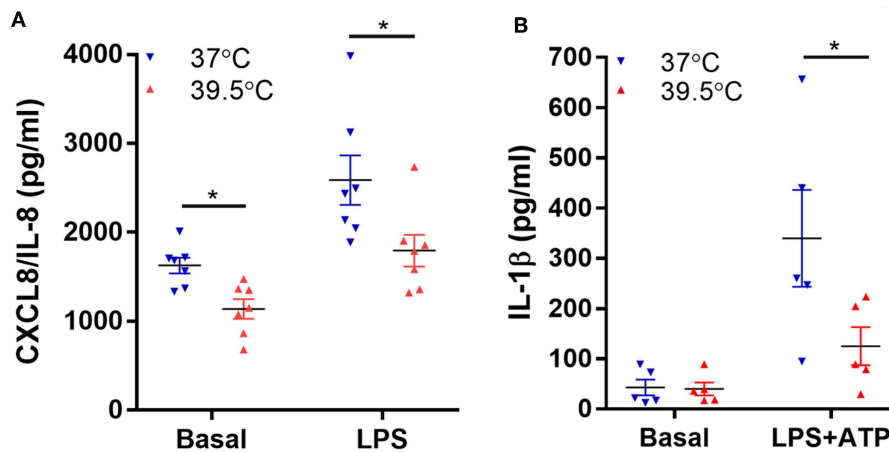 A
CXCL8/IL-8 (pg/ml)
4000
3000
2000
1000
0
37°C
39.5°C
*
*
Basal
LPS
B
IL-1β (pg/ml)
700
600
500
400
300
200
100
0
37°C
39.5°C
*
Basal
LPS+ATP